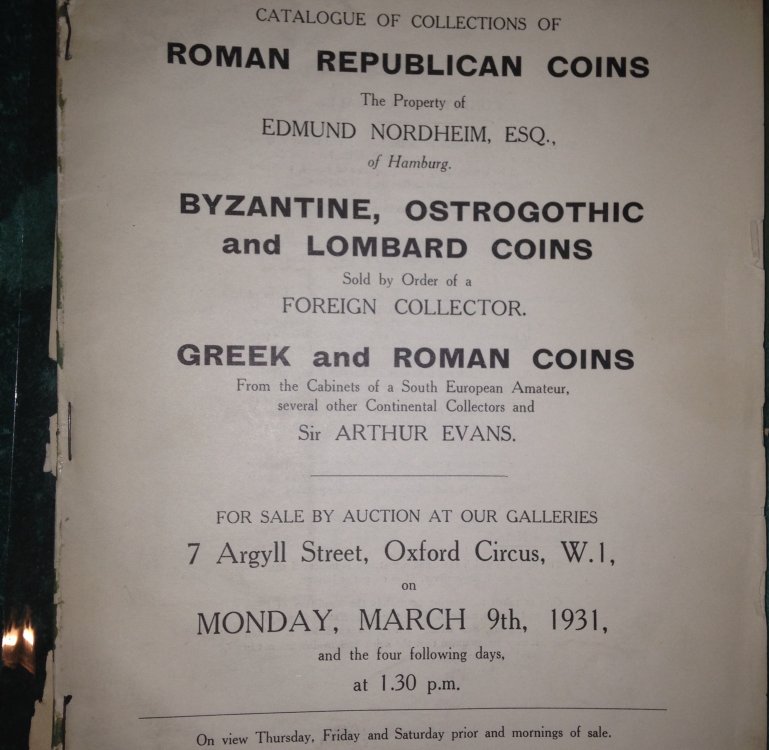 CATALOGUE OF COLLECTIONS OF
ROMAN REPUBLICAN COINS
The Property of
EDMUND NORDHEIM, ESQ.,
of Hamburg.
BYZANTINE, OSTROGOTHIC
and LOMBARD COINS
Sold by Order of a
FOREIGN COLLECTOR.
GREEK and ROMAN COINS
From the Cabinets of a South European Amateur,
several other Continental Collectors and
Sir ARTHUR EVANS.
FOR SALE BY AUCTION AT OUR GALLERIES
7 Argyll Street, Oxford Circus, W.1,
on
MONDAY, MARCH 9th, 1931,
and the four following days,
at 1.30 p.m.
On view Thursday, Friday and Saturday prior and mornings of sale.